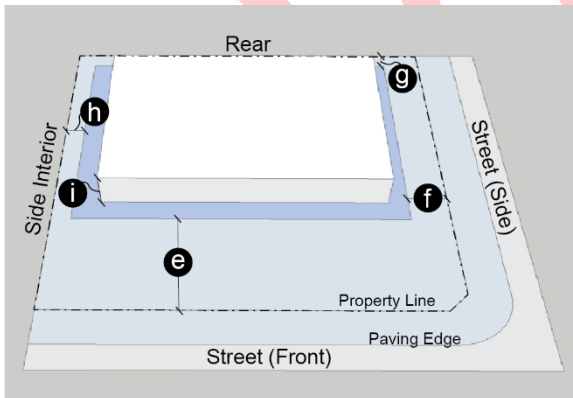 Rear
g
h
Side Interior
Street (Side)
i
f
e
Property Line
Paving Edge
Street (Front)